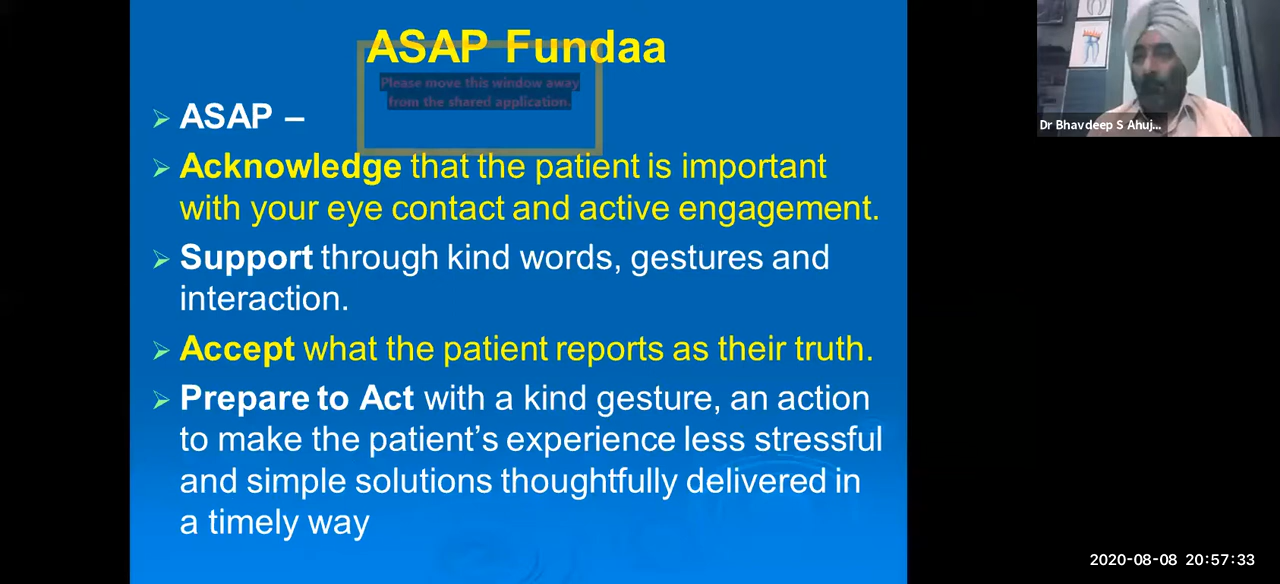 ASAP Fundaa
Please move this window away
from the shared application.
➢ ASAP –
➢ Acknowledge that the patient is important
with your eye contact and active engagement.
➢ Support through kind words, gestures and
interaction.
➢ Accept what the patient reports as their truth.
➢ Prepare to Act with a kind gesture, an action
to make the patient’s experience less stressful
and simple solutions thoughtfully delivered in
a timely way
Dr Bhavdeep S Ahuj...
2020-08-08 20:57:33